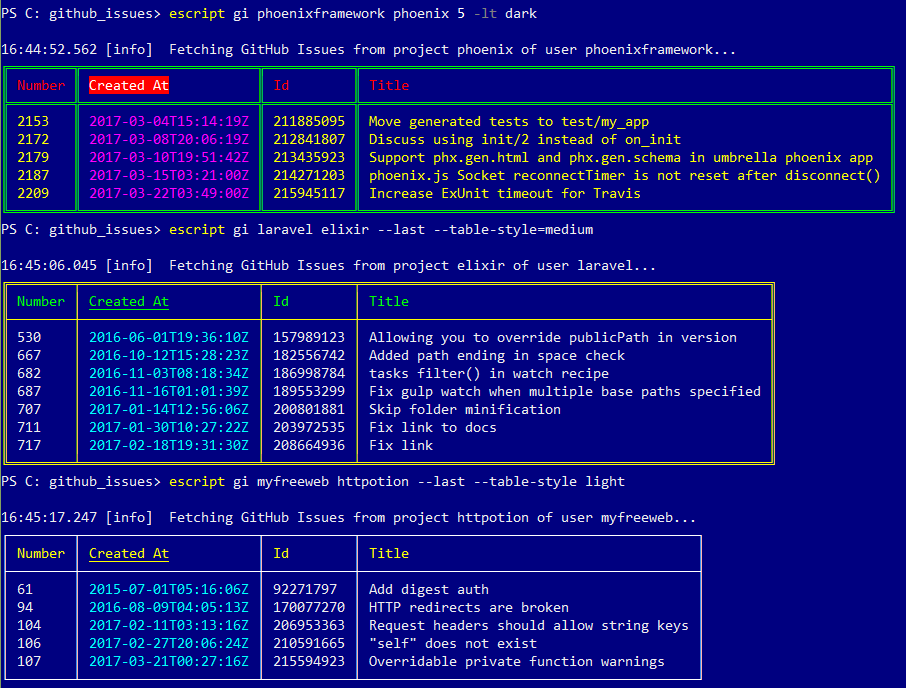 PS C: github_issues> escript gi phoenixframework phoenix 5 -lt dark
16:44:52.562 [info]  Fetching GitHub Issues from project phoenix of user phoenixframework...
Number Created At Id Title
2153 2017-03-04T15:14:19Z 211885095 Move generated tests to test/my_app
2172 2017-03-08T20:06:19Z 212841807 Discuss using init/2 instead of on_init
2179 2017-03-10T19:51:42Z 213435923 Support phx.gen.html and phx.gen.schema in umbrella phoenix app
2187 2017-03-15T03:21:00Z 214271203 phoenix.js Socket reconnectTimer is not reset after disconnect()
2209 2017-03-22T03:49:00Z 215945117 Increase ExUnit timeout for Travis
PS C: github_issues> escript gi laravel elixir --last --table-style=medium
16:45:06.045 [info]  Fetching GitHub Issues from project elixir of user laravel...
Number Created At Id Title
530 2016-06-01T19:36:10Z 157989123 Allowing you to override publicPath in version
667 2016-10-12T15:28:23Z 182556742 Added path ending in space check
682 2016-11-03T08:18:34Z 186998784 tasks filter() in watch recipe
687 2016-11-16T01:01:39Z 189553299 Fix gulp watch when multiple base paths specified
707 2017-01-14T12:56:06Z 200801881 Skip folder minification
711 2017-01-30T10:27:22Z 203972535 Fix link to docs
717 2017-02-18T19:31:30Z 208664936 Fix link
PS C: github_issues> escript gi myfreeweb httpotion --last --table-style light
16:45:17.247 [info]  Fetching GitHub Issues from project httpotion of user myfreeweb...
Number Created At Id Title
61 2015-07-01T05:16:06Z 92271797 Add digest auth
94 2016-08-09T04:05:13Z 170077270 HTTP redirects are broken
104 2017-02-11T03:13:16Z 206953363 Request headers should allow string keys
106 2017-02-27T20:06:24Z 210591665 "self" does not exist
107 2017-03-21T00:27:16Z 215594923 Overridable private function warnings